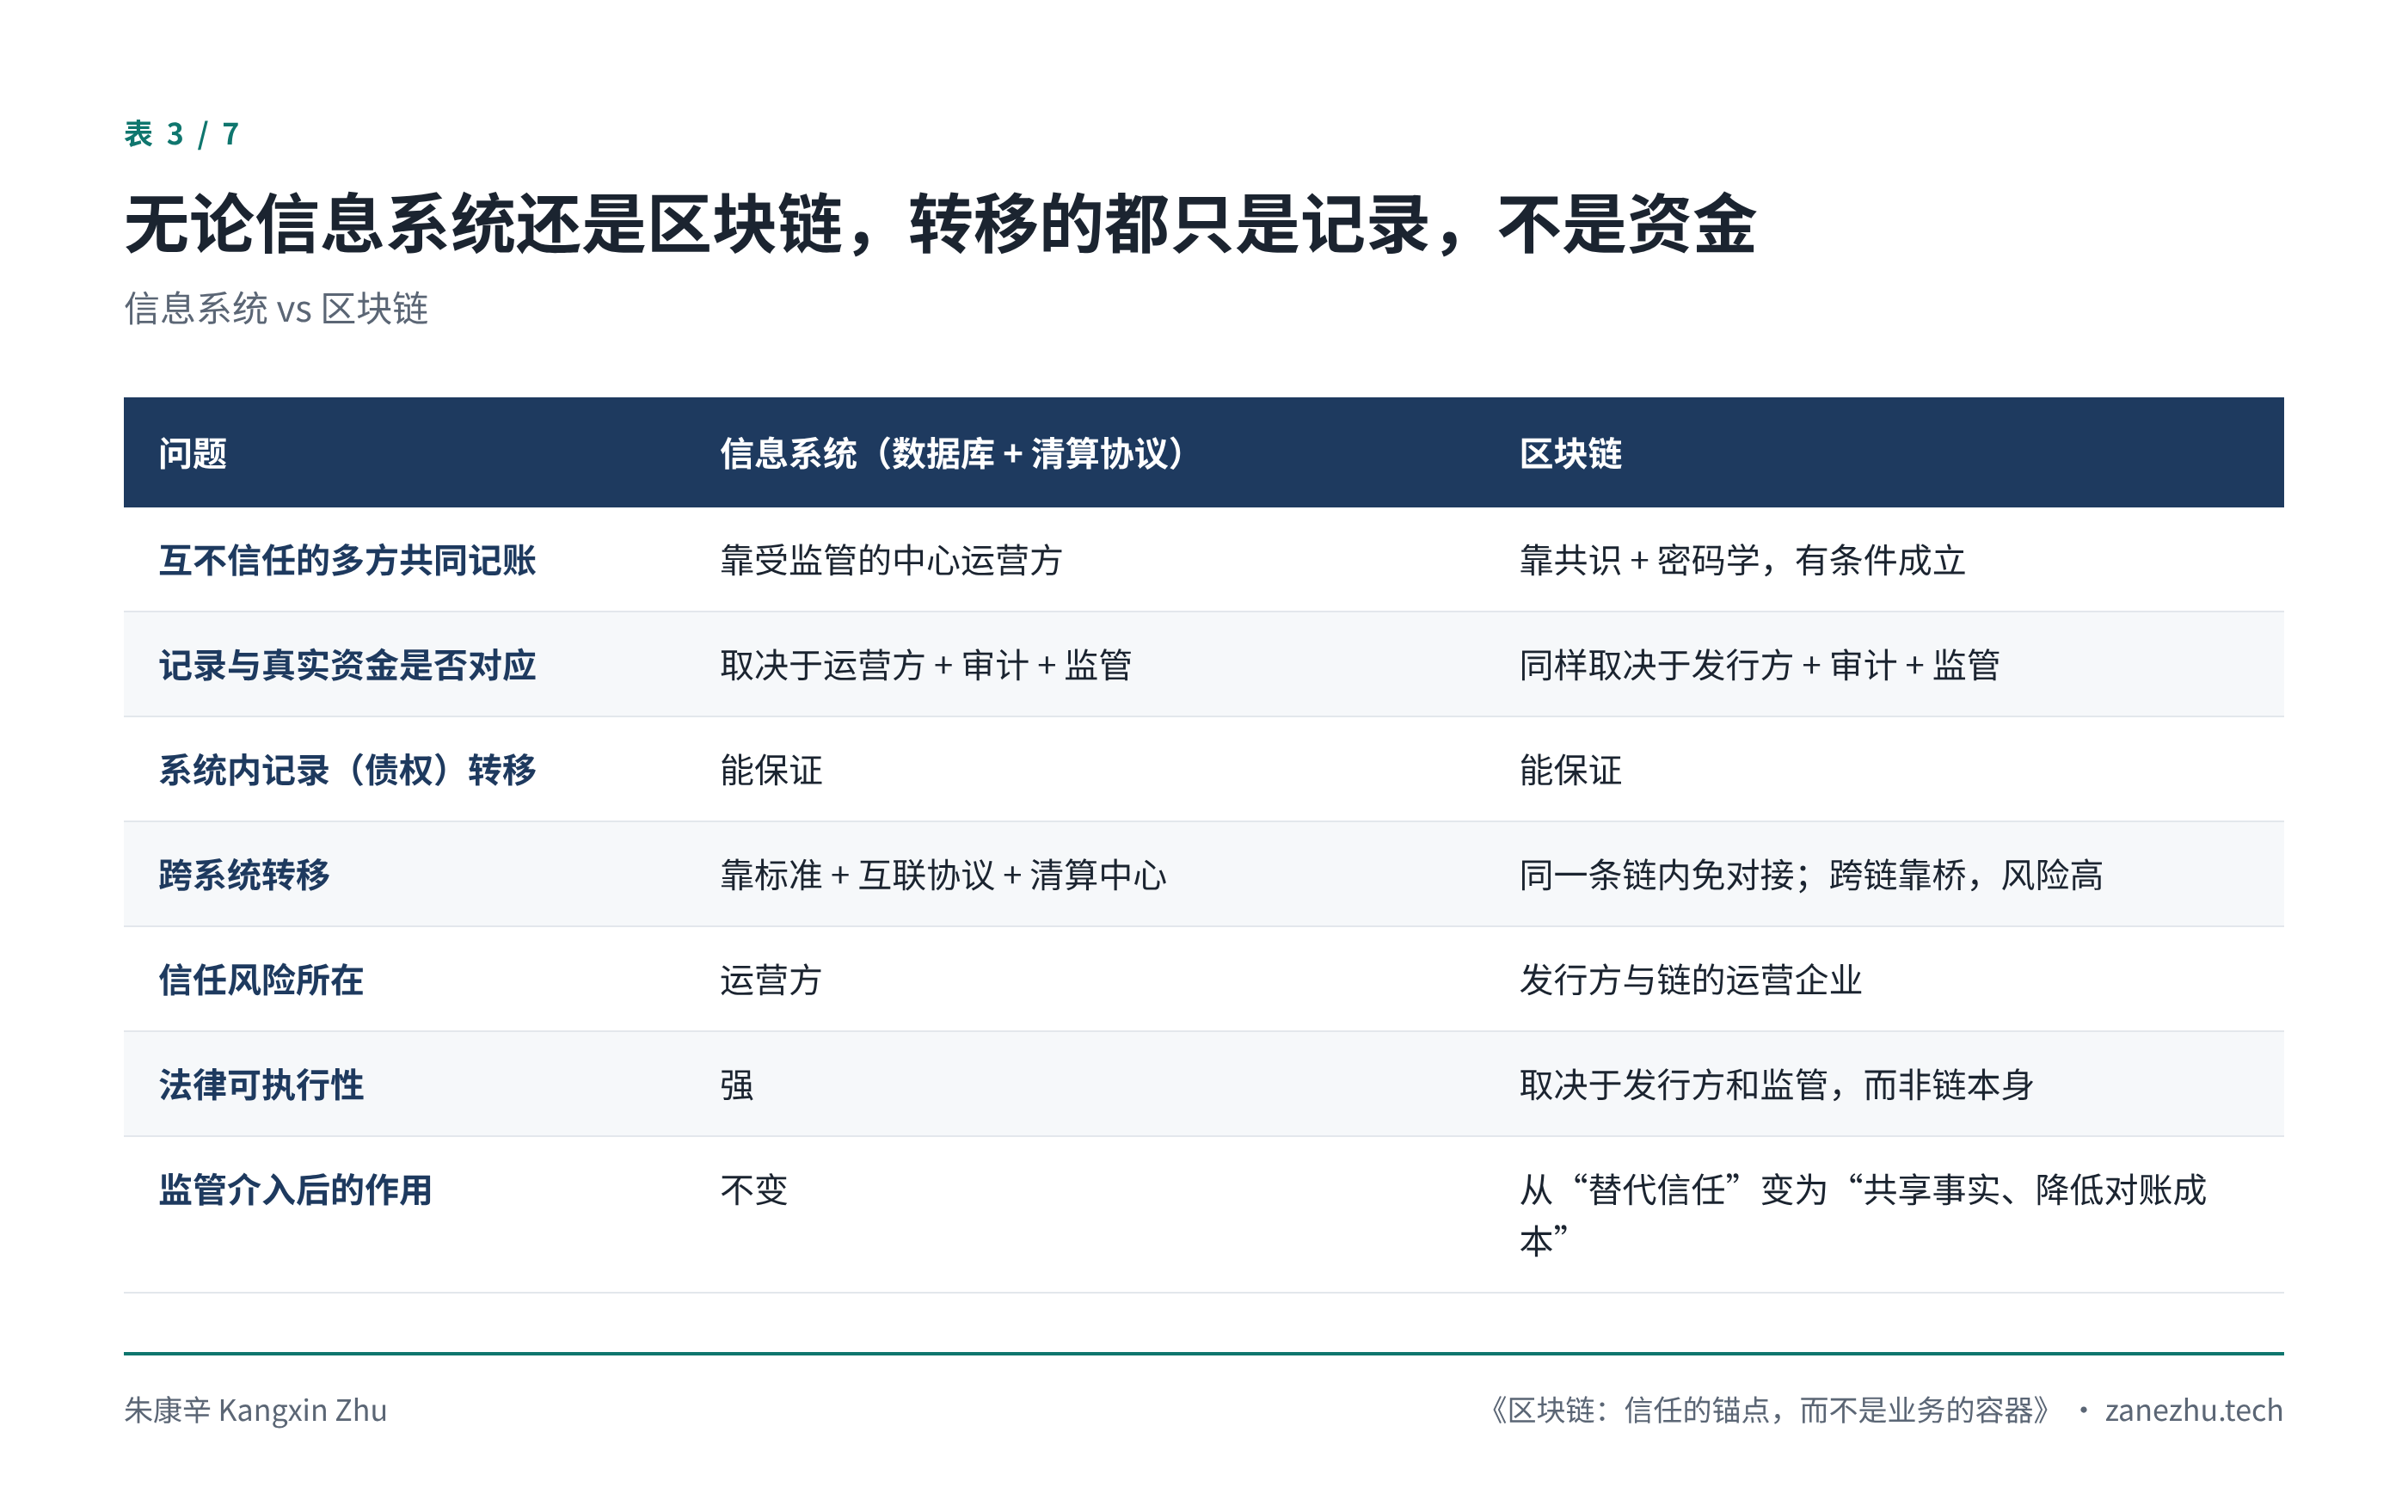 表 3 / 7
无论信息系统还是区块链，转移的都只是记录，不是资金
信息系统 vs 区块链
问题 信息系统（数据库 + 清算协议） 区块链
互不信任的多方共同记账 靠受监管的中心运营方 靠共识 + 密码学，有条件成立
记录与真实资金是否对应 取决于运营方 + 审计 + 监管 同样取决于发行方 + 审计 + 监管
系统内记录（债权）转移 能保证 能保证
跨系统转移 靠标准 + 互联协议 + 清算中心 同一条链内免对接；跨链靠桥，风险高
信任风险所在 运营方 发行方与链的运营企业
法律可执行性 强 取决于发行方和监管，而非链本身
监管介入后的作用 不变 从“替代信任”变为“共享事实、降低对账成
本”
朱康辛 Kangxin Zhu 《区块链：信任的锚点，而不是业务的容器》 · zanezhu.tech